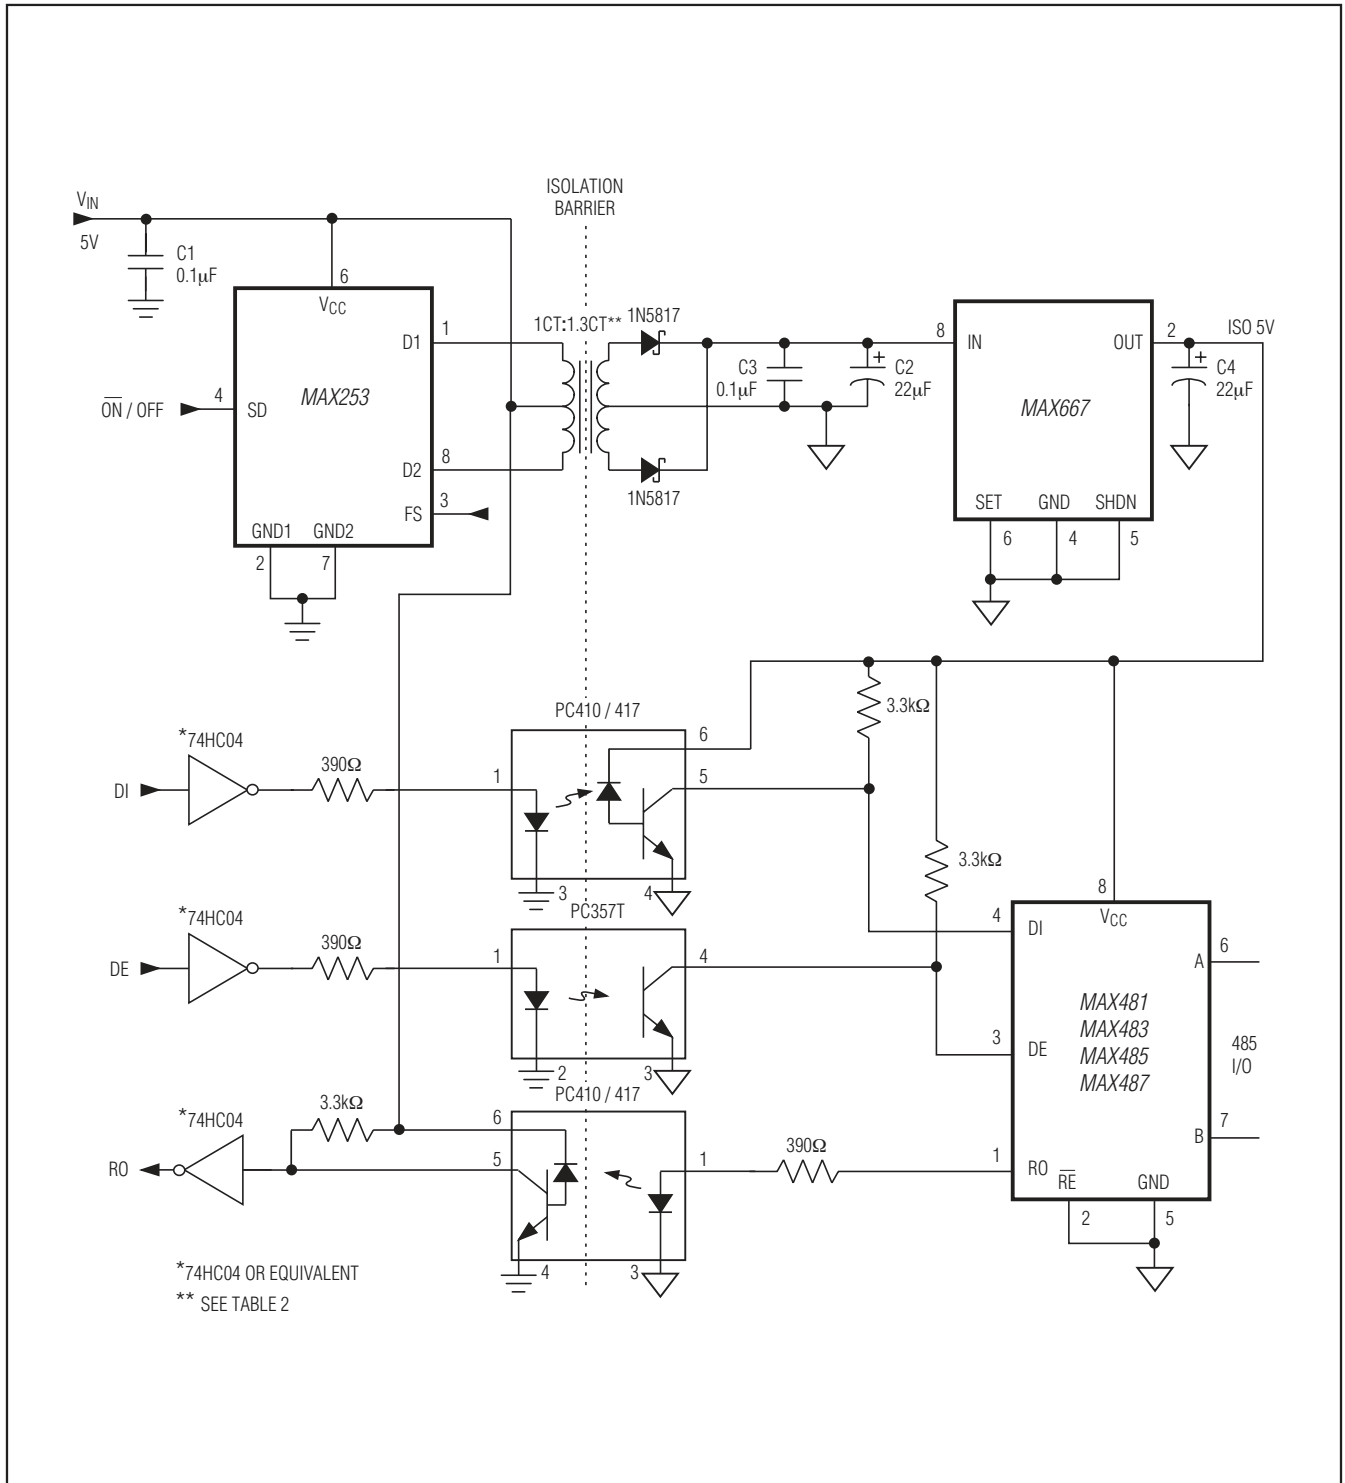 VIN
5V
C1
0.1µF
ISOLATION
BARRIER
6
VCC
D1
1
MAX253
4
SD
ON / OFF
D2
8
FS
3
GND1
GND2
2
7
1CT:1.3CT**
1N5817
1N5817
C3
0.1µF
C2
22µF
+
8
IN
OUT
2
ISO 5V
MAX667
+
C4
22µF
SET
GND
SHDN
6
4
5
3.3kΩ
3.3kΩ
PC410 / 417
*74HC04
DI
390Ω
1
6
5
3
4
PC357T
*74HC04
DE
390Ω
1
4
2
3
PC410 / 417
*74HC04
RO
3.3kΩ
6
5
1
390Ω
4
3
8
VCC
4
DI
A
6
MAX481
MAX483
MAX485
MAX487
3
DE
485
I/O
B
7
1
RO
RE
GND
2
5
*74HC04 OR EQUIVALENT
** SEE TABLE 2